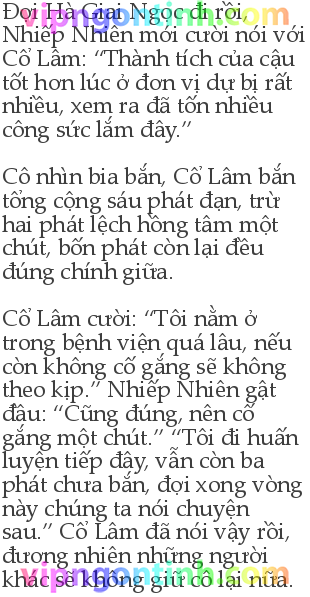 Đợi Hà Giai Ngọc đi rồi,
Nhiếp Nhiên mới cười nói với
Cổ Lâm: “Thành tích của cậu
tốt hơn lúc ở đơn vị dự bị rất
nhiều, xem ra đã tốn nhiều
công sức lắm đây.”
Cô nhìn bia bắn, Cổ Lâm bắn
tổng cộng sáu phát đạn, trừ
hai phát lệch hồng tâm một
chút, bốn phát còn lại đều
đúng chính giữa.
Cổ Lâm cười: “Tôi nằm ở
trong bệnh viện quá lâu, nếu
còn không cố gắng sẽ không
theo kịp.” Nhiếp Nhiên gật
đầu: “Cũng đúng, nên cố
gắng một chút.” “Tôi đi huấn
luyện tiếp đây, vẫn còn ba
phát chưa bắn, đợi xong vòng
này chúng ta nói chuyện
sau.” Cổ Lâm đã nói vậy rồi,
đương nhiên những người
khác sẽ không giữ cô lại nữa.
vipngontinh.com
vipngontinh.com